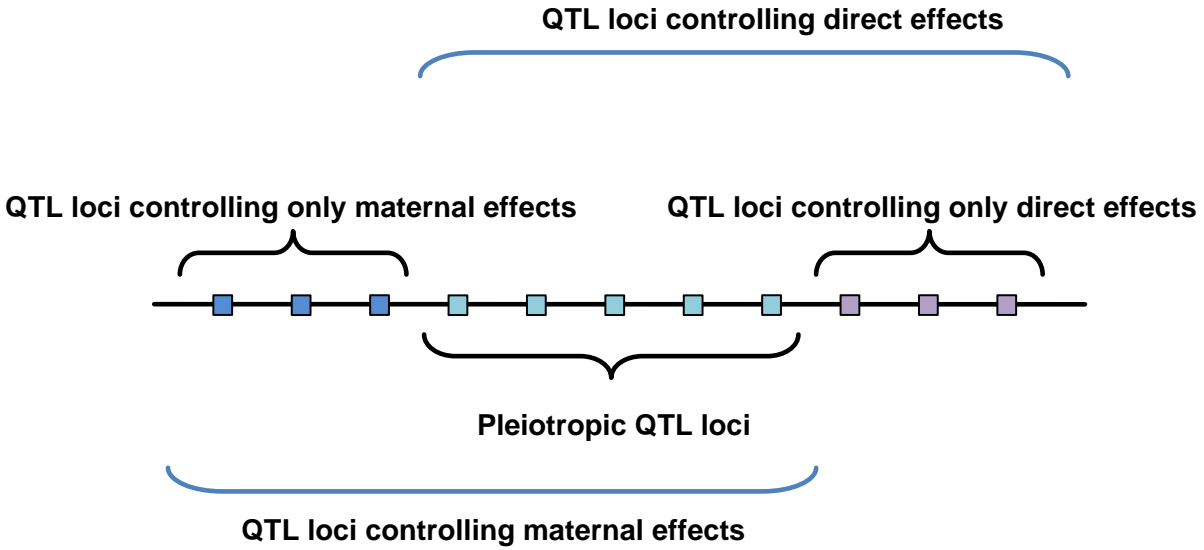 QTL loci controlling direct effects
QTL loci controlling only maternal effects
QTL loci controlling only direct effects
Pleiotropic QTL loci
QTL loci controlling maternal effects